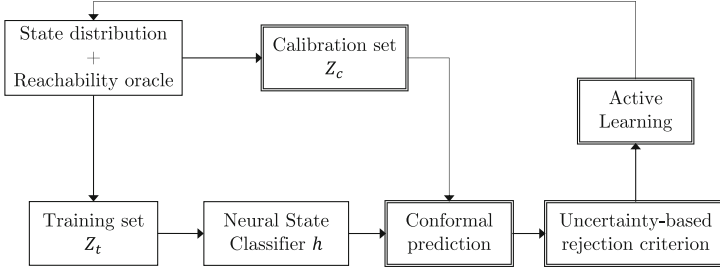 State distribution
+
Reachability oracle
Calibration set
Z_c
Active
Learning
Training set
Z_t
Neural State
Classifier h
Conformal
prediction
Uncertainty-based
rejection criterion